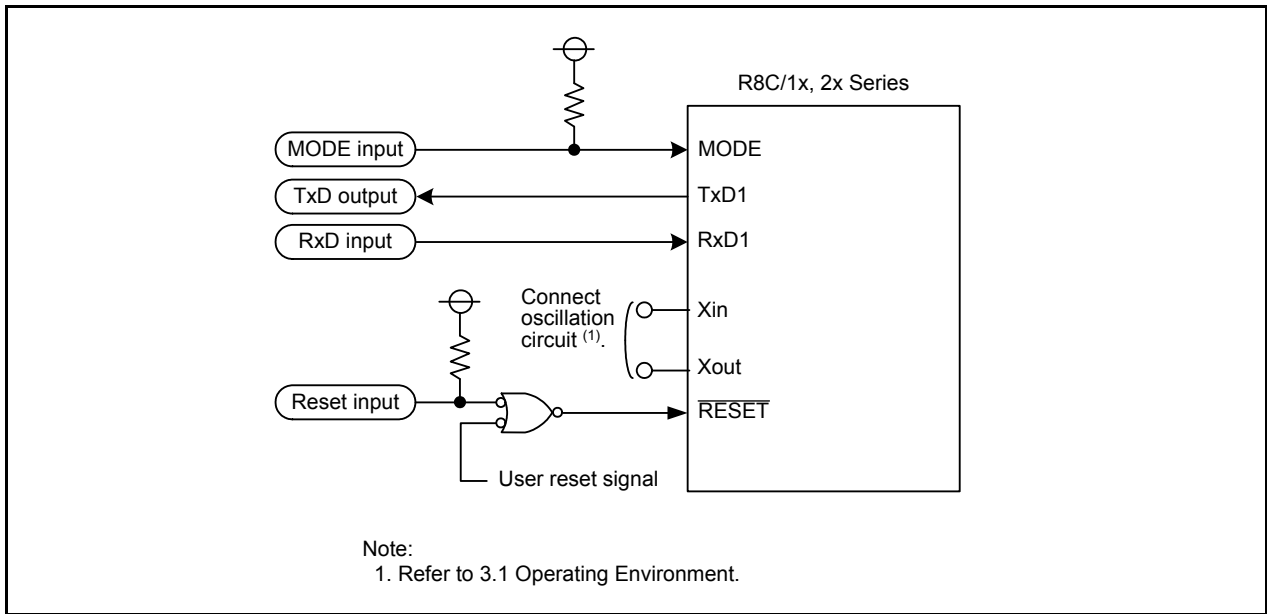 R8C/1x, 2x Series
MODE input
MODE
TxD output
TxD1
RxD input
RxD1
Connect
oscillation
circuit (1).
Xin
Xout
Reset input
RESET
User reset signal
Note:
1. Refer to 3.1 Operating Environment.